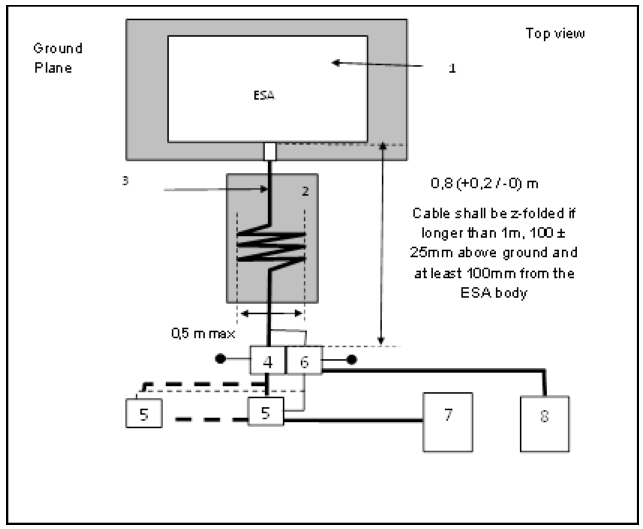 Ground
Plane
Top view
1
ESA
3
2
0,8 (+0,2 /-0) m
Cable shall be z-folded if
longer than 1m, 100 ±
25mm above ground and
at least 100mm from the
ESA body
0,5 m max
4
6
5
5
7
8